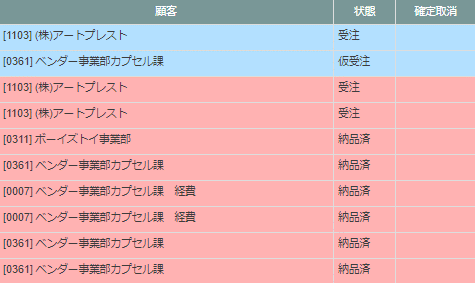 顧客 状態 確定取消
[1103] (株)アートプレスト 受注
[0361] ベンダー事業部カプセル課 仮受注
[1103] (株)アートプレスト 受注
[1103] (株)アートプレスト 受注
[0311] ボーイズトイ事業部 納品済
[0361] ベンダー事業部カプセル課 納品済
[0007] ベンダー事業部カプセル課　経費 納品済
[0007] ベンダー事業部カプセル課　経費 納品済
[0361] ベンダー事業部カプセル課 納品済
[0361] ベンダー事業部カプセル課 納品済